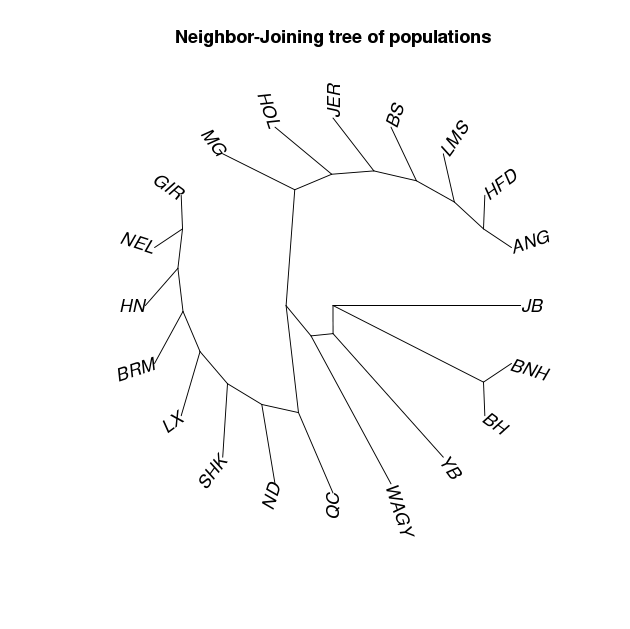 Neighbor-Joining tree of populations
JER
HOL
BS
LMS
MG
HFD
GIR
ANG
NEL
HN
JB
BRM
BNH
LX
BH
SHK
YB
ND
QC
WAGY